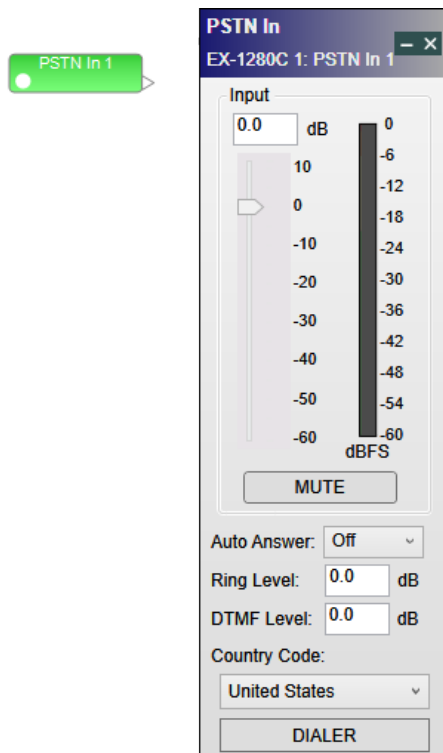 PSTN In 1
PSTN In
EX-1280C 1: PSTN In 1
Input
0.0 dB
10
0
-10
-20
-30
-40
-50
-60
0
-6
-12
-18
-24
-30
-36
-42
-48
-54
-60
dBFS
MUTE
Auto Answer: Off
Ring Level: 0.0 dB
DTMF Level: 0.0 dB
Country Code:
United States
DIALER